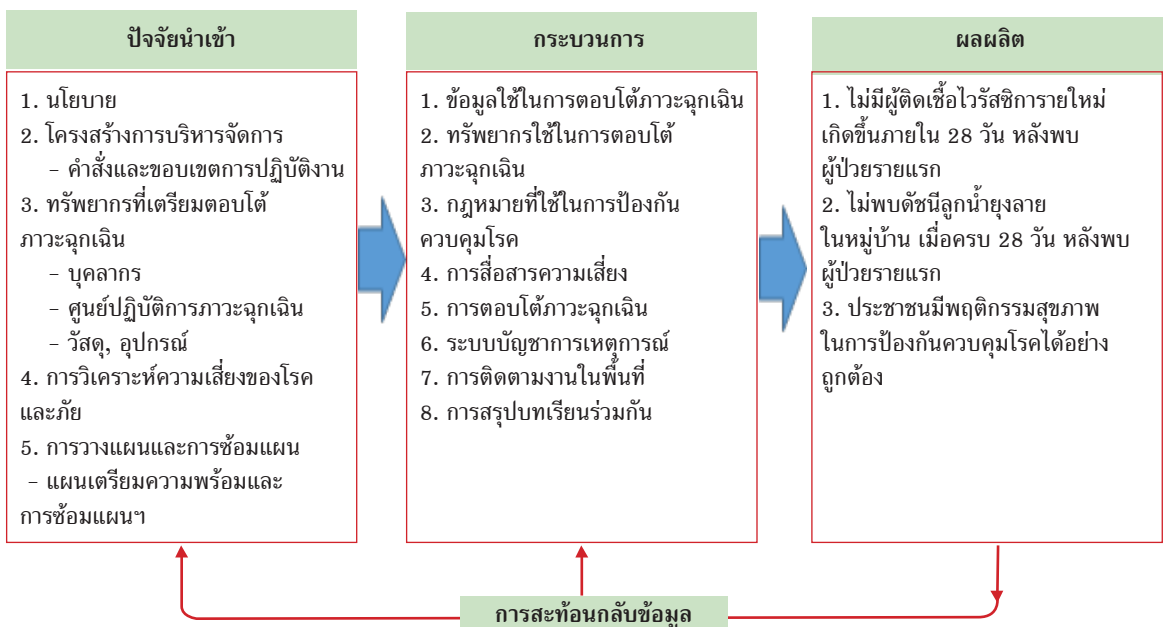 ปัจจัยนำเข้า
1. นโยบาย
2. โครงสร้างการบริหารจัดการ
- คำสั่งและขอบเขตการปฏิบัติงาน
3. ทรัพยากรที่เตรียมตอบโต้
ภาวะฉุกเฉิน
- บุคลากร
- ศูนย์ปฏิบัติการภาวะฉุกเฉิน
- วัสดุ, อุปกรณ์
4. การวิเคราะห์ความเสี่ยงของโรค
และภัย
5. การวางแผนและการซ้อมแผน
- แผนเตรียมความพร้อมและ
การซ้อมแผนฯ
กระบวนการ
1. ข้อมูลใช้ในการตอบโต้ภาวะฉุกเฉิน
2. ทรัพยากรใช้ในการตอบโต้
ภาวะฉุกเฉิน
3. กฎหมายที่ใช้ในการป้องกัน
ควบคุมโรค
4. การสื่อสารความเสี่ยง
5. การตอบโต้ภาวะฉุกเฉิน
6. ระบบบัญชาการเหตุการณ์
7. การติดตามงานในพื้นที่
8. การสรุปบทเรียนร่วมกัน
ผลผลิต
1. ไม่มีผู้ติดเชื้อไวรัสซิการายใหม่
เกิดขึ้นภายใน 28 วัน หลังพบ
ผู้ป่วยรายแรก
2. ไม่พบดัชนีลูกน้ำยุงลาย
ในหมู่บ้าน เมื่อครบ 28 วัน หลังพบ
ผู้ป่วยรายแรก
3. ประชาชนมีพฤติกรรมสุขภาพ
ในการป้องกันควบคุมโรคได้อย่าง
ถูกต้อง
การสะท้อนกลับข้อมูล